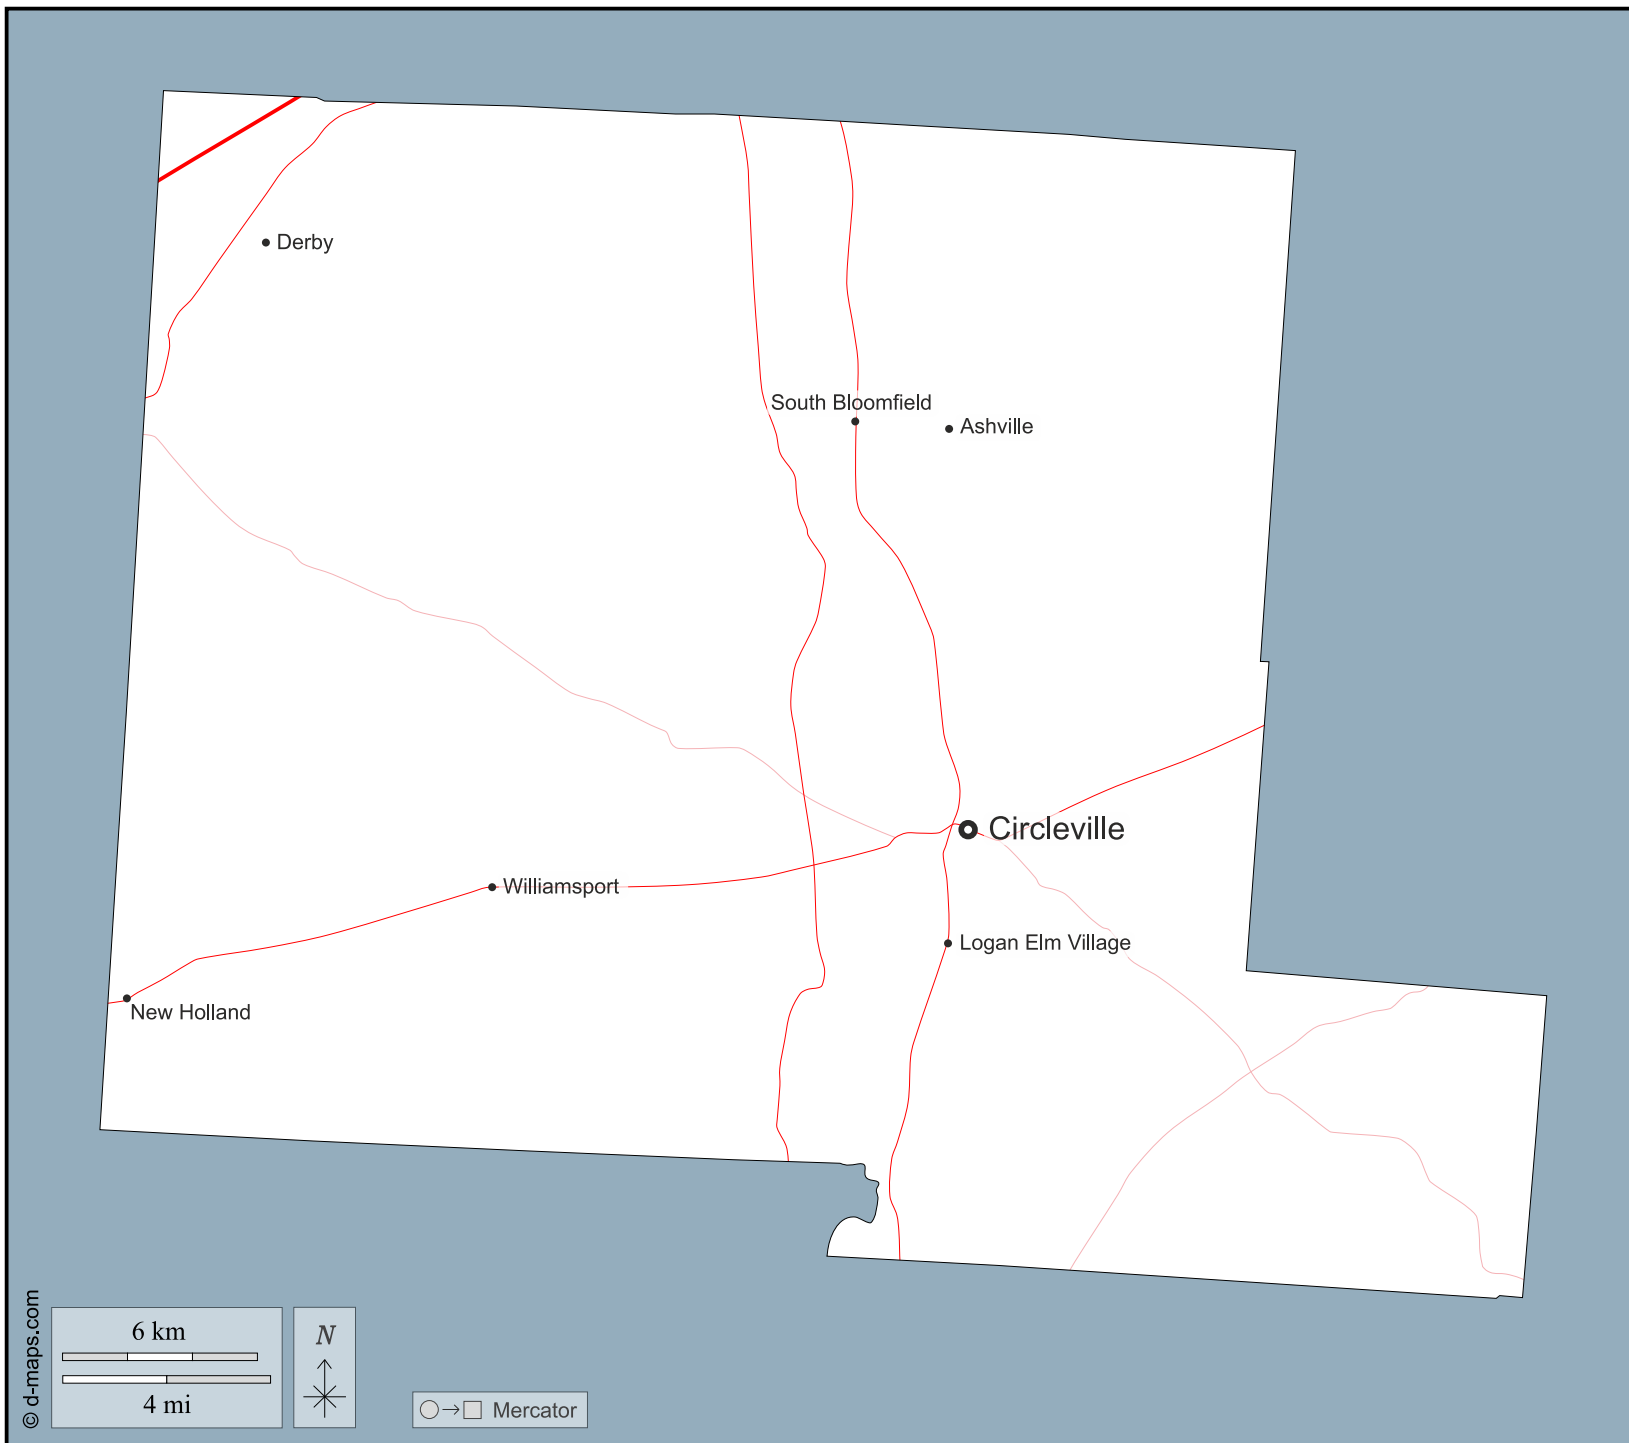 Derby
South Bloomfield
Ashville
Circleville
Williamsport
Logan Elm Village
New Holland
© d-maps.com
6 km
4 mi
N
Mercator